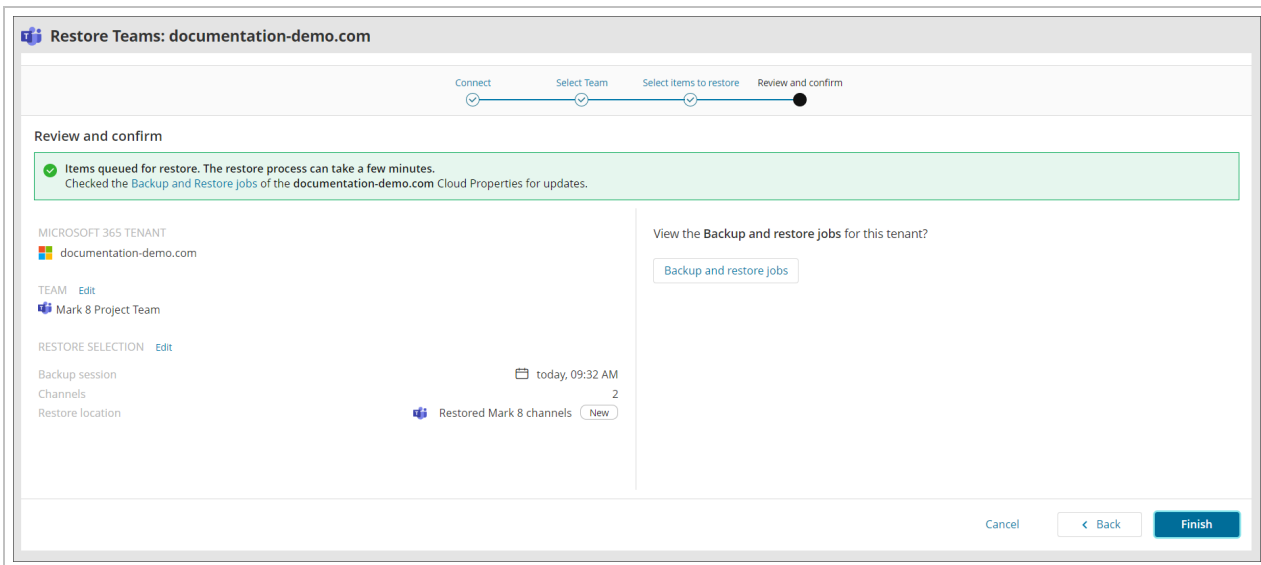 Restore Teams: documentation-demo.com
Connect Select Team Select items to restore Review and confirm
Review and confirm
Items queued for restore. The restore process can take a few minutes.
Checked the Backup and Restore jobs of the documentation-demo.com Cloud Properties for updates.
MICROSOFT 365 TENANT
documentation-demo.com
TEAM Edit
Mark 8 Project Team
RESTORE SELECTION Edit
Backup session today, 09:32 AM
Channels 2
Restore location Restored Mark 8 channels New
View the Backup and restore jobs for this tenant?
Backup and restore jobs
Cancel Back Finish